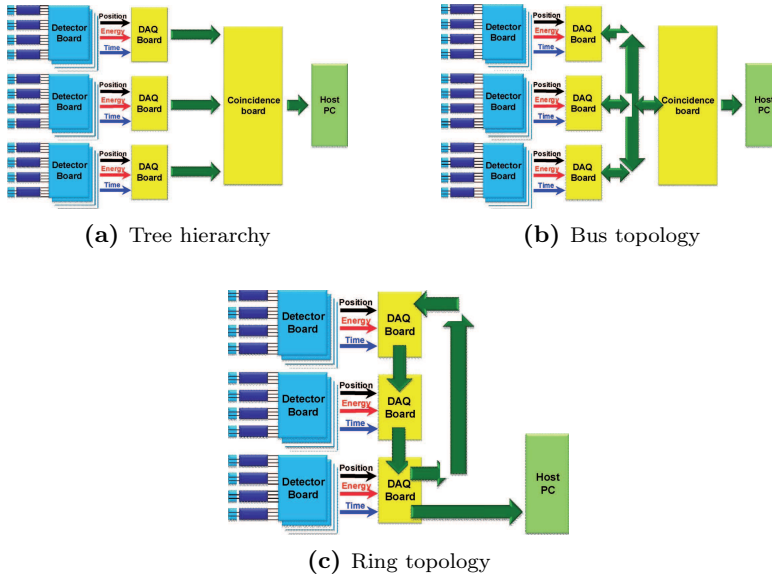 Detector
Board
Position
Energy
Time
DAQ
Board
Detector
Board
Position
Energy
Time
DAQ
Board
Detector
Board
Position
Energy
Time
DAQ
Board
Coincidence
board
Host
PC
(a) Tree hierarchy
Detector
Board
Position
Energy
Time
DAQ
Board
Detector
Board
Position
Energy
Time
DAQ
Board
Detector
Board
Position
Energy
Time
DAQ
Board
Coincidence
board
Host
PC
(b) Bus topology
Detector
Board
Position
Energy
Time
DAQ
Board
Detector
Board
Position
Energy
Time
DAQ
Board
Detector
Board
Position
Energy
Time
DAQ
Board
Host
PC
(c) Ring topology